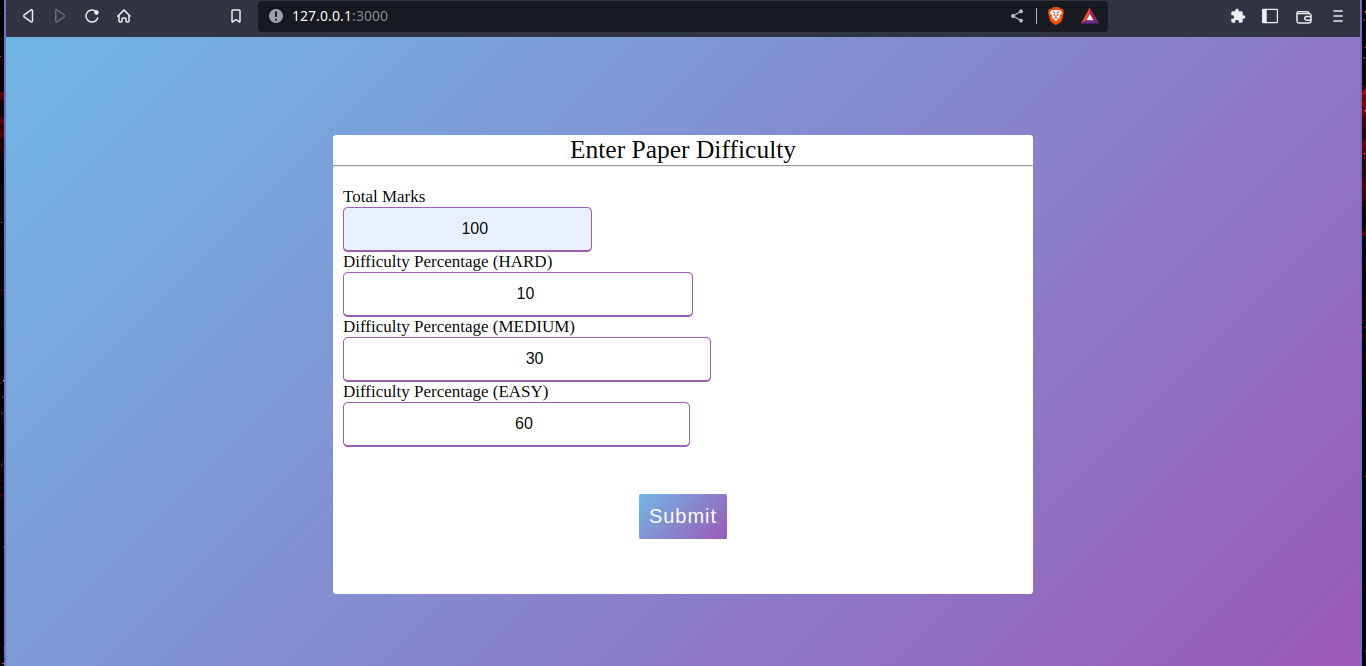 127.0.0.1:3000
Enter Paper Difficulty
Total Marks
100
Difficulty Percentage (HARD)
10
Difficulty Percentage (MEDIUM)
30
Difficulty Percentage (EASY)
60
Submit